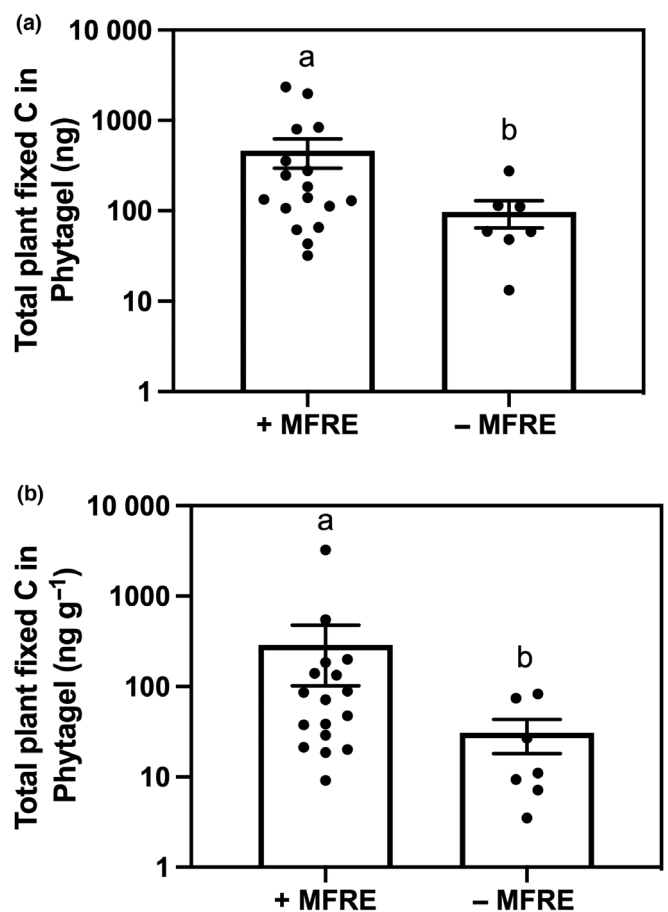 (a)
10 000
1000
100
10
1
Total plant fixed C in
Phytagel (ng)
a
b
+ MFRE
– MFRE
(b)
10 000
1000
100
10
1
Total plant fixed C in
Phytagel (ng g⁻¹)
a
b
+ MFRE
– MFRE